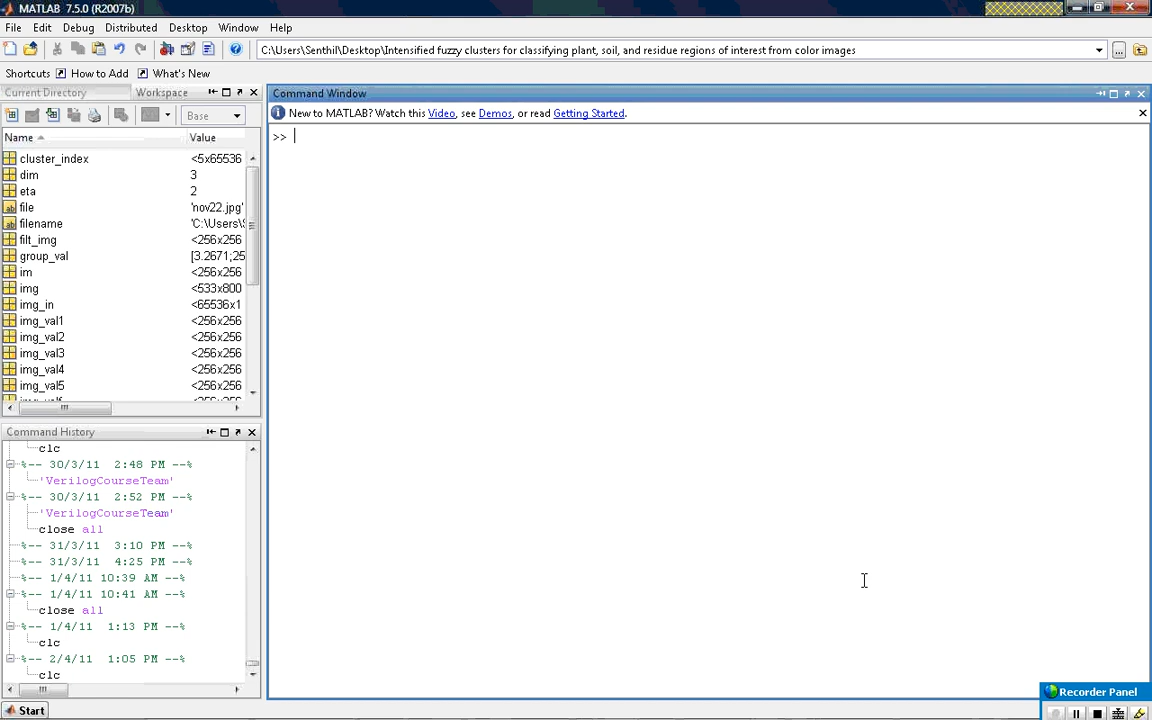 MATLAB 7.5.0 (R2007b)
File Edit Debug Distributed Desktop Window Help
C:\Users\Senthil\Desktop\Intensified fuzzy clusters for classifying plant, soil, and residue regions of interest from color images
...
Shortcuts How to Add What's New
Current Directory Workspace
Base
Name Value
cluster_index <5x65536
dim 3
eta 2
file 'nov22.jpg'
filename 'C:\Users\S
filt_img <256x256
group_val [3.2671;25
im <256x256
img <533x800
img_in <65536x1
img_val1 <256x256
img_val2 <256x256
img_val3 <256x256
img_val4 <256x256
img_val5 <256x256
Command History
clc
%-- 30/3/11 2:48 PM --%
'VerilogCourseTeam'
%-- 30/3/11 2:52 PM --%
'VerilogCourseTeam'
close all
%-- 31/3/11 3:10 PM --%
%-- 31/3/11 4:25 PM --%
%-- 1/4/11 10:39 AM --%
%-- 1/4/11 10:41 AM --%
close all
%-- 1/4/11 1:13 PM --%
clc
%-- 2/4/11 1:05 PM --%
clc
Start
Command Window
New to MATLAB? Watch this Video, see Demos, or read Getting Started.
>>
Recorder Panel